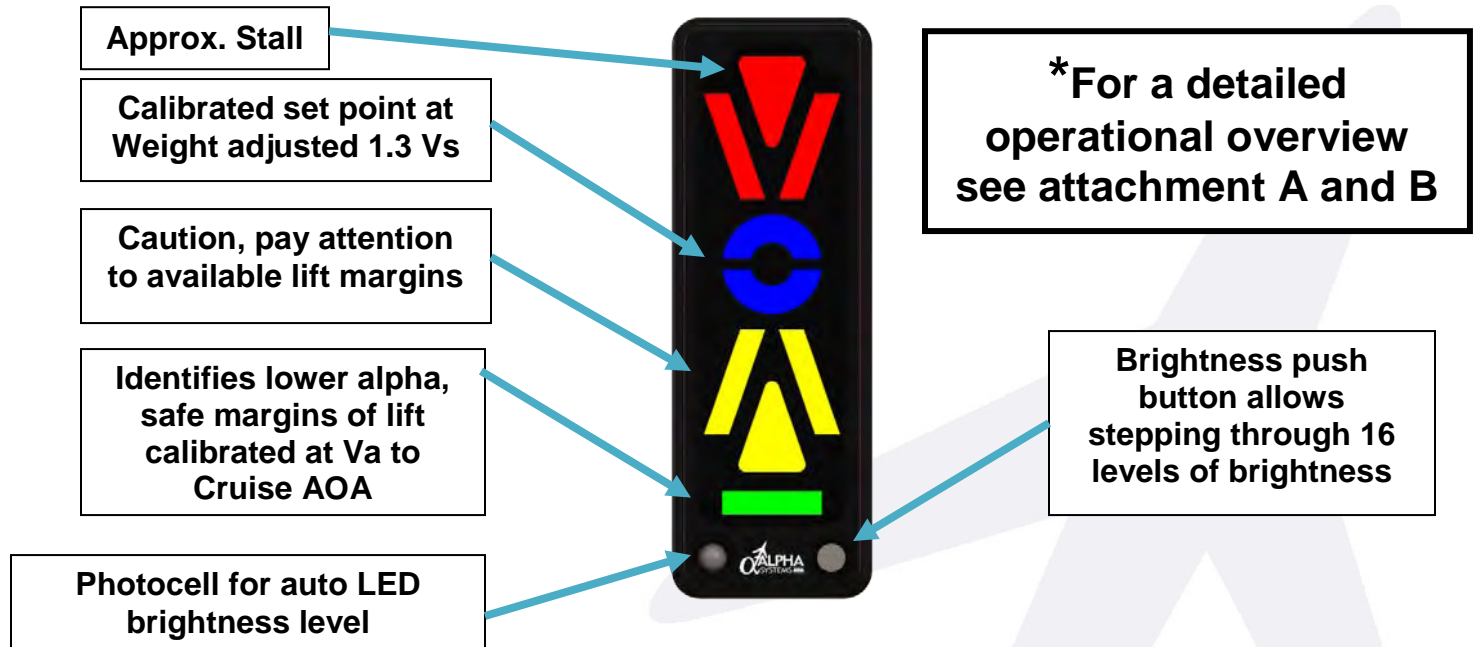 Approx. Stall
Calibrated set point at
Weight adjusted 1.3 Vs
Caution, pay attention
to available lift margins
Identifies lower alpha,
safe margins of lift
calibrated at Va to
Cruise AOA
Photocell for auto LED
brightness level
*For a detailed
operational overview
see attachment A and B
Brightness push
button allows
stepping through 16
levels of brightness
ALPHA
SYSTEMS